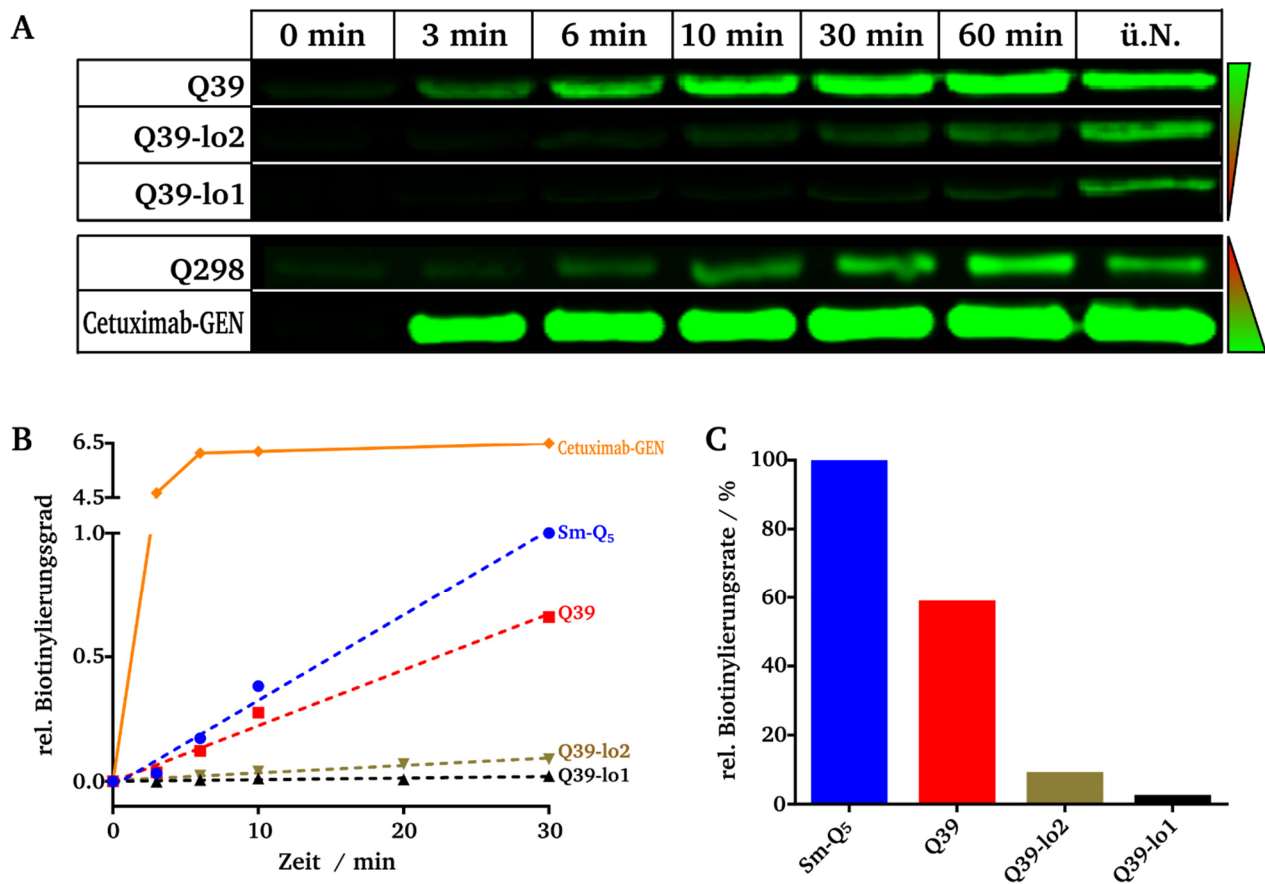 A
0 min 3 min 6 min 10 min 30 min 60 min ü.N.
Q39
Q39-lo2
Q39-lo1
Q298
Cetuximab-GEN
B
rel. Biotinylierungsgrad
6.5
4.5
1.0
0.5
0.0
0 10 20 30
Zeit / min
Cetuximab-GEN
Sm-Q₅
Q39
Q39-lo2
Q39-lo1
C
rel. Biotinylierungsrate / %
100
80
60
40
20
0
Sm-Q₅ Q39 Q39-lo2 Q39-lo1